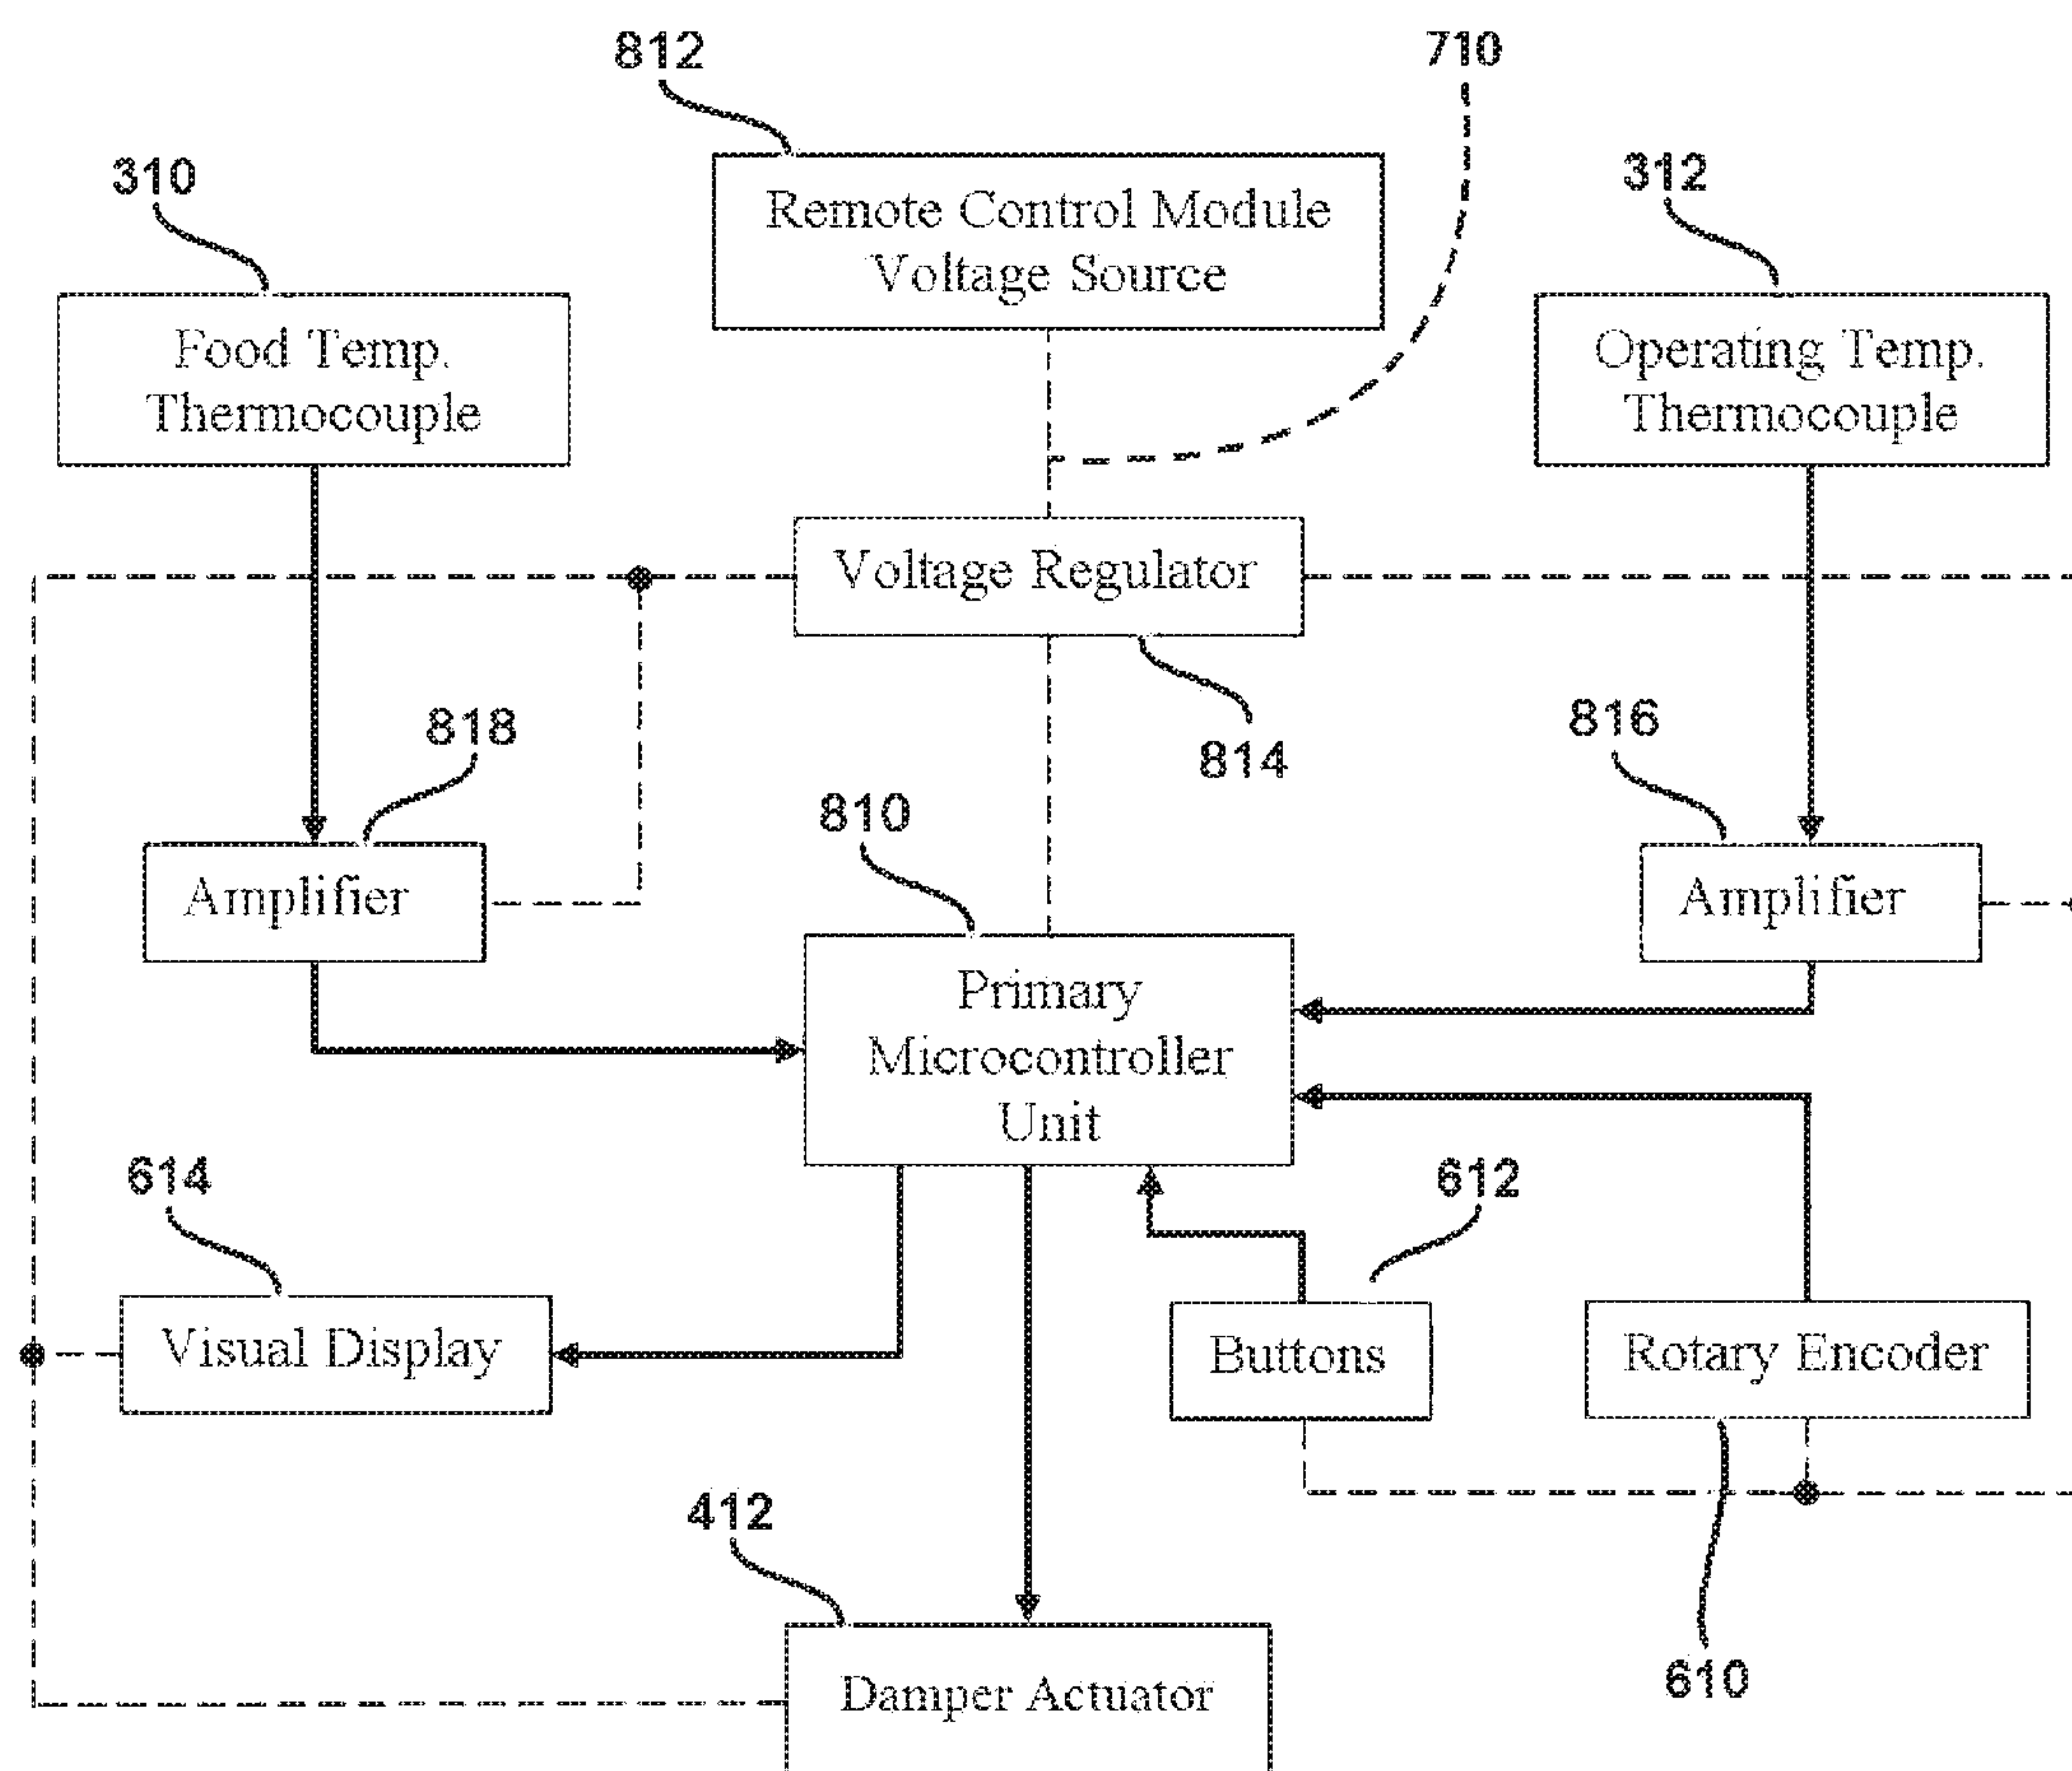 812
710
310
312
Remote Control Module
Voltage Source
Food Temp.
Thermocouple
Operating Temp.
Thermocouple
Voltage Regulator
818
814
816
810
Amplifier
Amplifier
Primary
Microcontroller
Unit
614
612
Visual Display
Buttons
Rotary Encoder
412
610
Damper Actuator